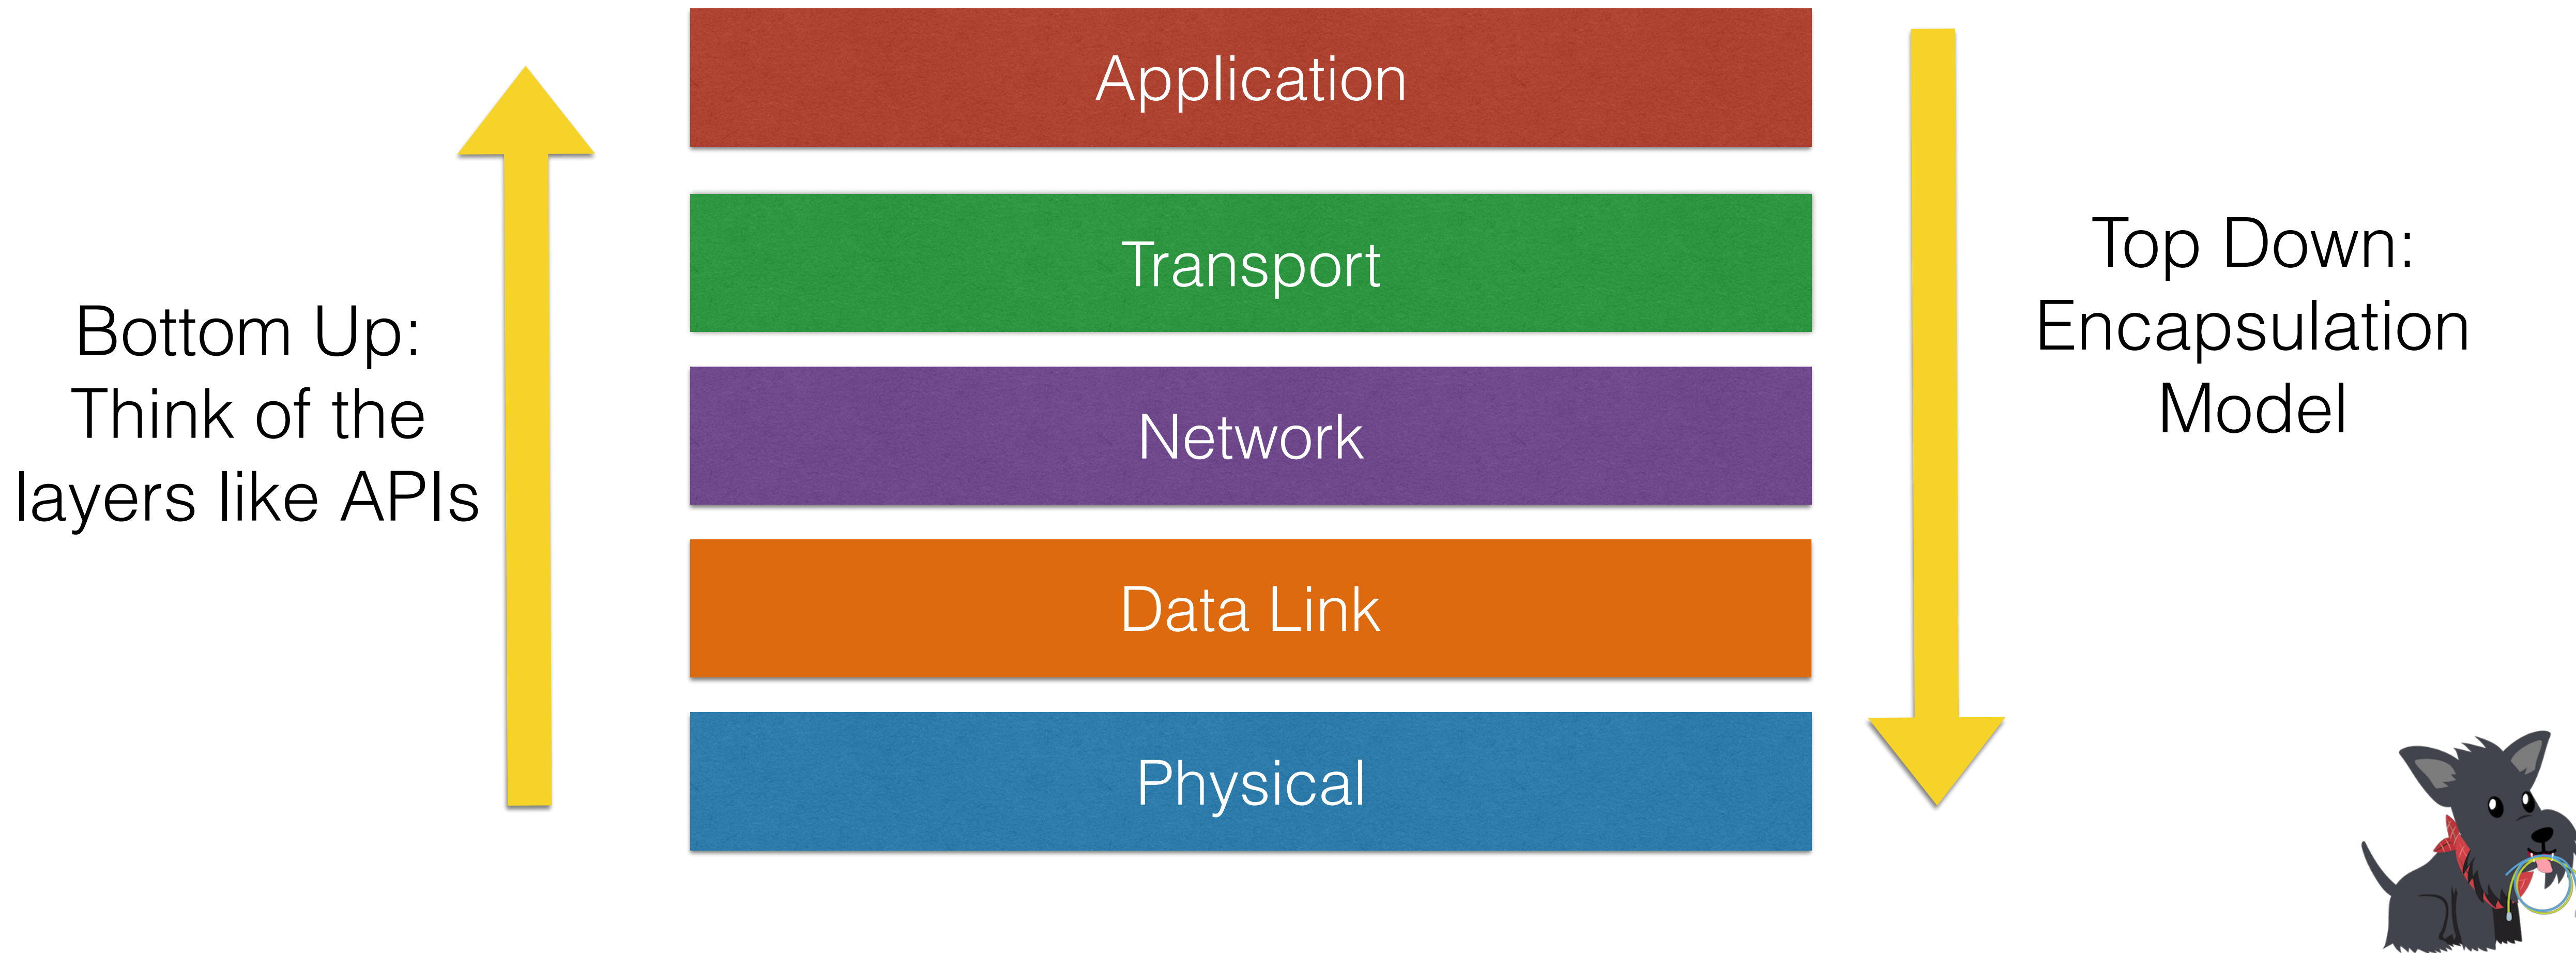 Bottom Up:
Think of the
layers like APIs
Application
Transport
Network
Data Link
Physical
Top Down:
Encapsulation
Model